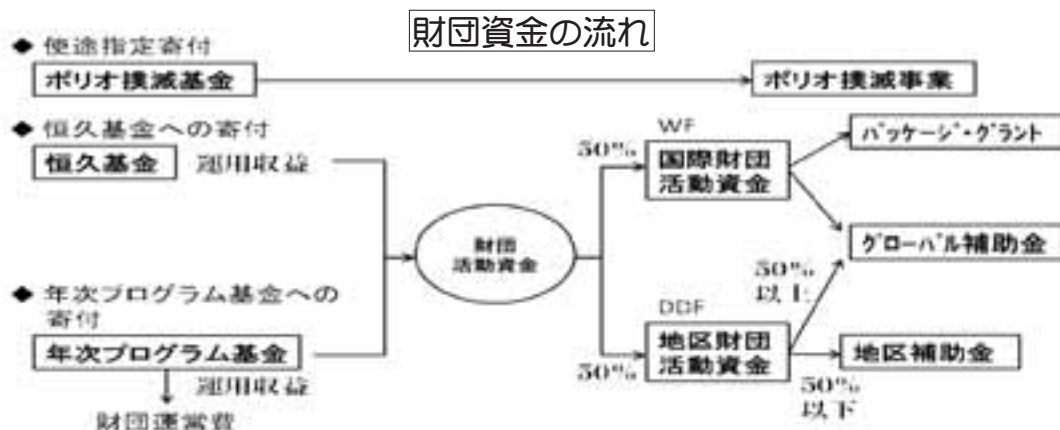 財団資金の流れ
◆ 使途指定寄付
ポリオ撲滅基金
ポリオ撲滅事業
◆ 恒久基金への寄付
恒久基金
運用収益
◆ 年次プログラム基金への
寄付
年次プログラム基金
運用収益
財団運営費
財団
活動資金
50%
WF
国際財団
活動資金
パッケージ・グラント
グローバル補助金
50%
以上
50%
DDF
地区財団
活動資金
地区補助金
50%
以下